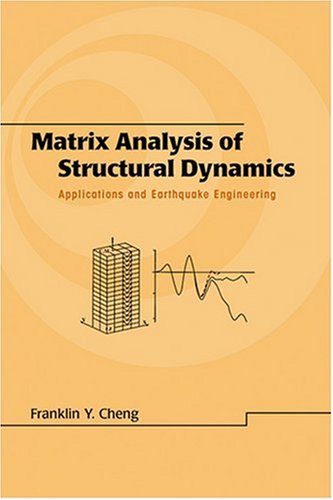 Matrix Analysis of
Structural Dynamics
Applications and Earthquake Engineering
Franklin Y. Cheng